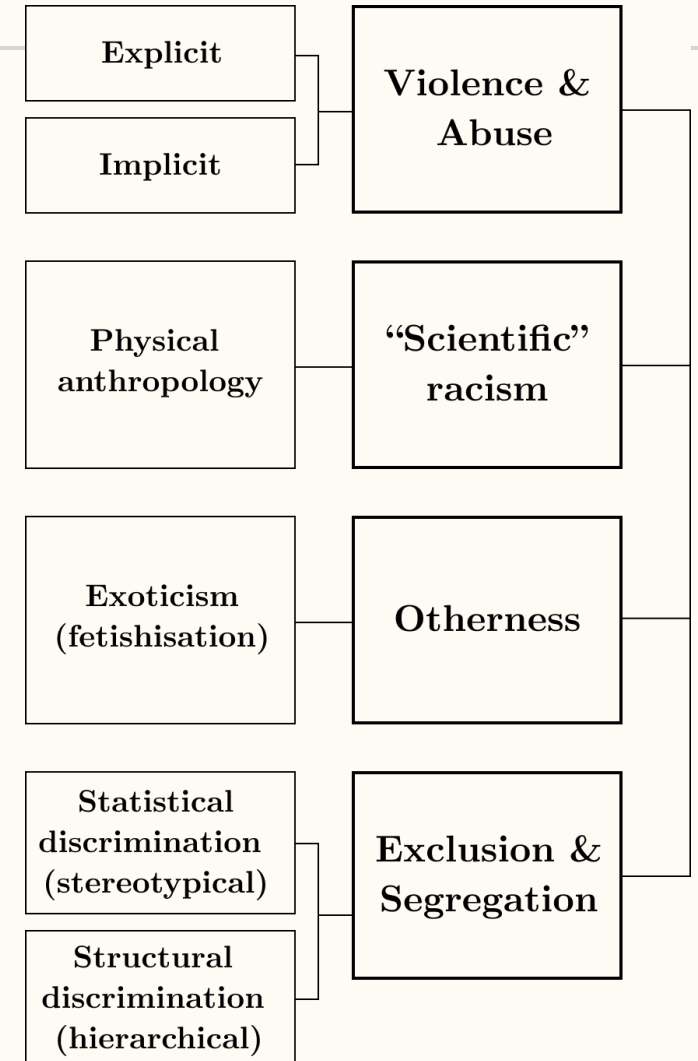 Explicit
Implicit
Violence &
Abuse
Physical
anthropology
“Scientific”
racism
Exoticism
(fetishisation)
Otherness
Statistical
discrimination
(stereotypical)
Structural
discrimination
(hierarchical)
Exclusion &
Segregation